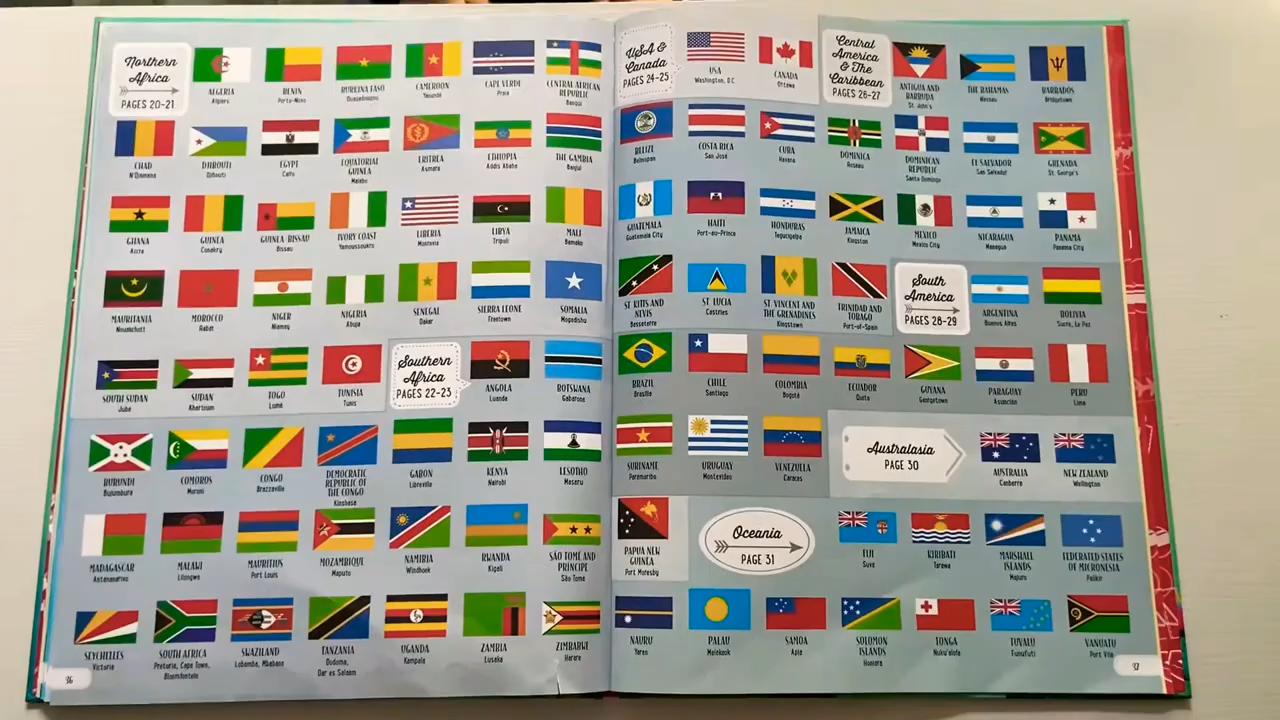 Northern
Africa
PAGES 20-21
ALGERIA
Algiers
BENIN
Porto-Novo
BURKINA FASO
Ouagadougou
CAMEROON
Yaoundé
CAPE VERDE
Praia
CENTRAL AFRICAN
REPUBLIC
Bangui
CHAD
N'Djamena
DJIBOUTI
Djibouti
EGYPT
Cairo
EQUATORIAL
GUINEA
Malabo
ERITREA
Asmara
ETHIOPIA
Addis Ababa
THE GAMBIA
Banjul
GHANA
Accra
GUINEA
Conakry
GUINEA-BISSAU
Bissau
IVORY COAST
Yamoussoukro
LIBERIA
Monrovia
LIBYA
Tripoli
MALI
Bamako
MAURITANIA
Nouakchott
MOROCCO
Rabat
NIGER
Niamey
NIGERIA
Abuja
SENEGAL
Dakar
SIERRA LEONE
Freetown
SOMALIA
Mogadishu
SOUTH SUDAN
Juba
SUDAN
Khartoum
TOGO
Lomé
TUNISIA
Tunis
Southern
Africa
PAGES 22-23
ANGOLA
Luanda
BOTSWANA
Gaborone
BURUNDI
Bujumbura
COMOROS
Moroni
CONGO
Brazzaville
DEMOCRATIC
REPUBLIC OF
THE CONGO
Kinshasa
GABON
Libreville
KENYA
Nairobi
LESOTHO
Maseru
MADAGASCAR
Antananarivo
MALAWI
Lilongwe
MAURITIUS
Port Louis
MOZAMBIQUE
Maputo
NAMIBIA
Windhoek
RWANDA
Kigali
SÃO TOMÉ AND
PRÍNCIPE
São Tomé
SEYCHELLES
Victoria
SOUTH AFRICA
Pretoria, Cape Town,
Bloemfontein
SWAZILAND
Lobamba, Mbabane
TANZANIA
Dodoma,
Dar es Salaam
UGANDA
Kampala
ZAMBIA
Lusaka
ZIMBABWE
Harare
36
USA &
Canada
PAGES 24-25
USA
Washington, D.C
CANADA
Ottawa
Central
America
& The
Caribbean
PAGES 26-27
ANTIGUA AND
BARBUDA
St. John's
THE BAHAMAS
Nassau
BARBADOS
Bridgetown
BELIZE
Belmopan
COSTA RICA
San José
CUBA
Havana
DOMINICA
Roseau
DOMINICAN
REPUBLIC
Santo Domingo
EL SALVADOR
San Salvador
GRENADA
St. George's
GUATEMALA
Guatemala City
HAITI
Port-au-Prince
HONDURAS
Tegucigalpa
JAMAICA
Kingston
MEXICO
Mexico City
NICARAGUA
Managua
PANAMA
Panama City
ST KITTS AND
NEVIS
Basseterre
ST LUCIA
Castries
ST VINCENT AND
THE GRENADINES
Kingstown
TRINIDAD AND
TOBAGO
Port-of-Spain
South
America
PAGES 28-29
ARGENTINA
Buenos Aires
BOLIVIA
Sucre, La Paz
BRAZIL
Brasília
CHILE
Santiago
COLOMBIA
Bogotá
ECUADOR
Quito
GUYANA
Georgetown
PARAGUAY
Asunción
PERU
Lima
SURINAME
Paramaribo
URUGUAY
Montevideo
VENEZUELA
Caracas
Australasia
PAGE 30
AUSTRALIA
Canberra
NEW ZEALAND
Wellington
PAPUA NEW
GUINEA
Port Moresby
Oceania
PAGE 31
FIJI
Suva
KIRIBATI
Tarawa
MARSHALL
ISLANDS
Majuro
FEDERATED STATES
OF MICRONESIA
Palikir
NAURU
Yaren
PALAU
Melekeok
SAMOA
Apia
SOLOMON
ISLANDS
Honiara
TONGA
Nuku'alofa
TUVALU
Funafuti
VANUATU
Port Vila
37